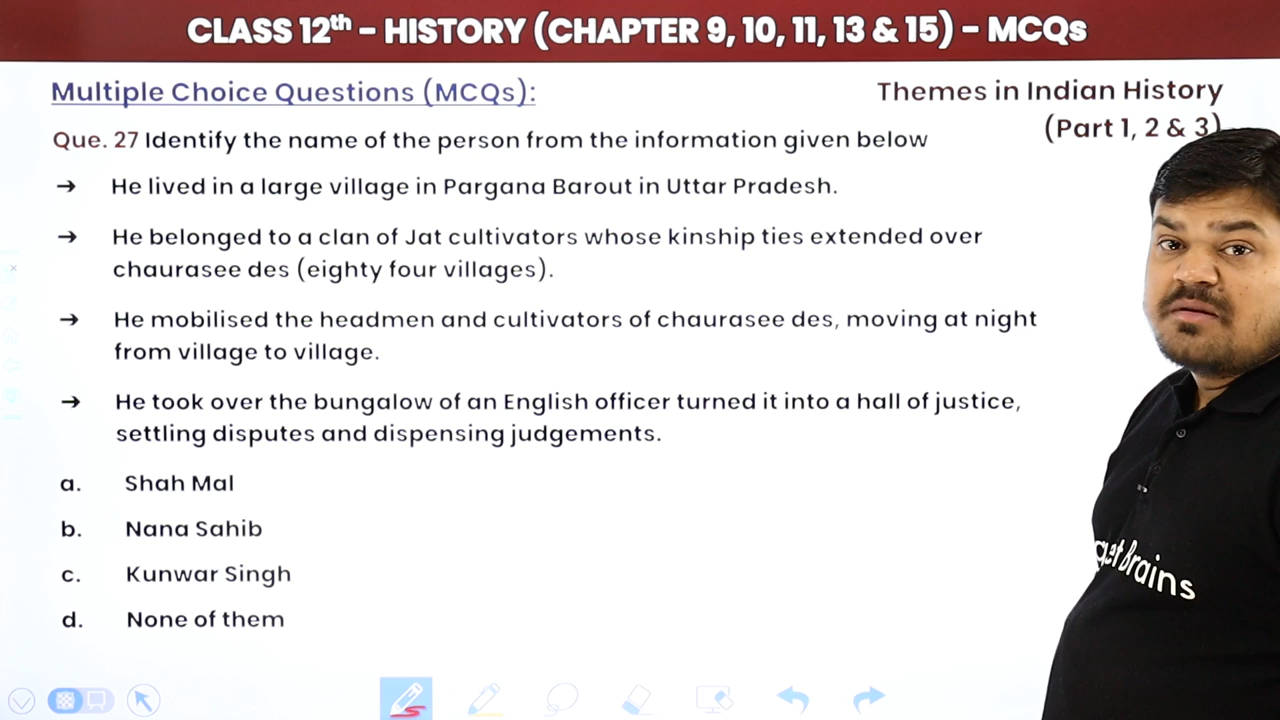 CLASS 12th – HISTORY (CHAPTER 9, 10, 11, 13 & 15) – MCQs
Multiple Choice Questions (MCQs):
Themes in Indian History
(Part 1, 2 & 3)
Que. 27 Identify the name of the person from the information given below
→ He lived in a large village in Pargana Barout in Uttar Pradesh.
→ He belonged to a clan of Jat cultivators whose kinship ties extended over
chaurasee des (eighty four villages).
→ He mobilised the headmen and cultivators of chaurasee des, moving at night
from village to village.
→ He took over the bungalow of an English officer turned it into a hall of justice,
settling disputes and dispensing judgements.
a. Shah Mal
b. Nana Sahib
c. Kunwar Singh
d. None of them
Brains